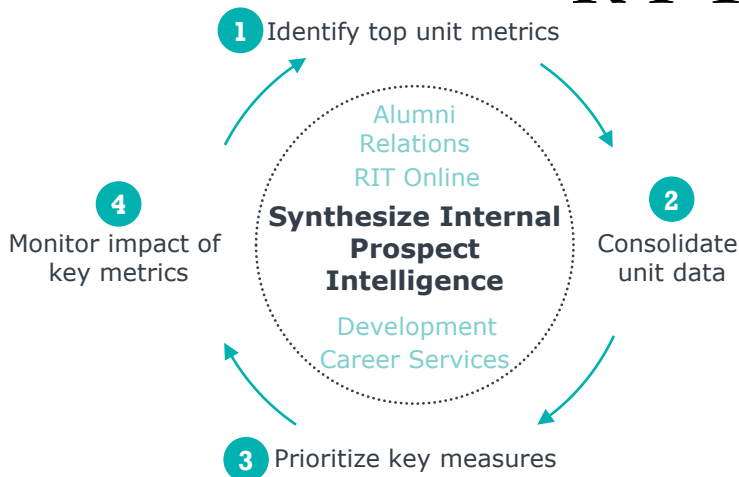 1 Identify top unit metrics
Alumni
Relations
RIT Online
Synthesize Internal
Prospect
Intelligence
Development
Career Services
2
Consolidate
unit data
3 Prioritize key measures
4
Monitor impact of
key metrics